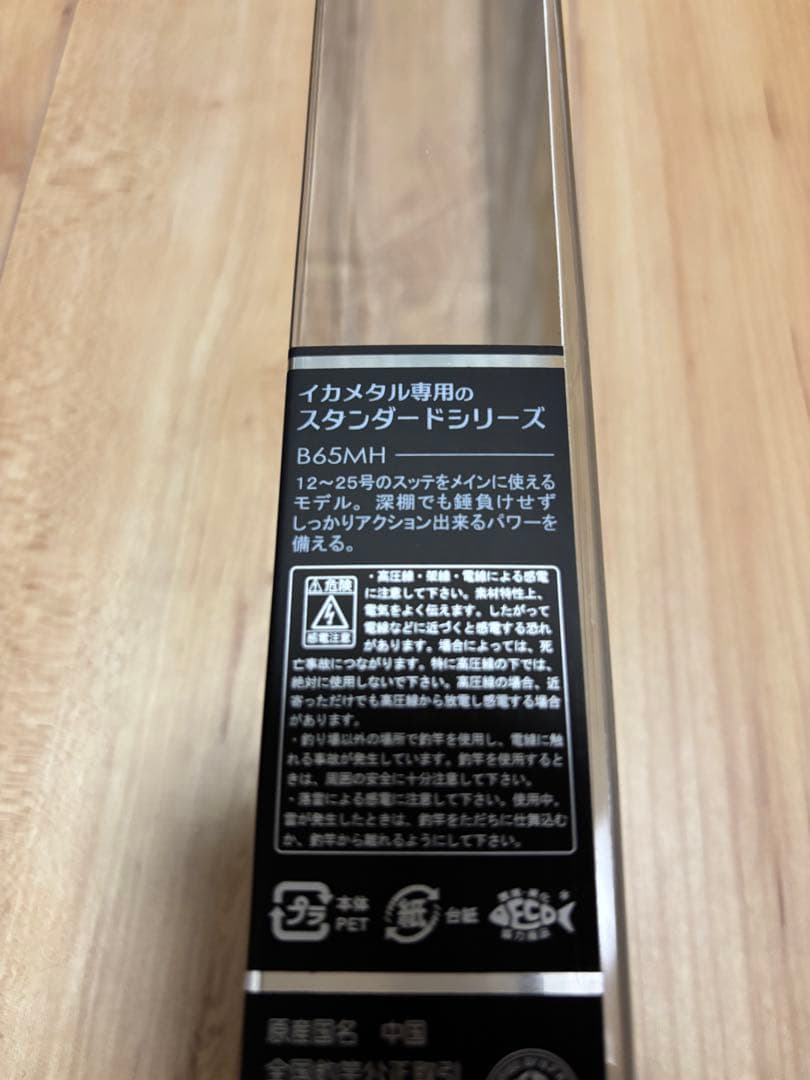 イカメタル専用の
スタンダードシリーズ
B65MH
12〜25号のスッテをメインに使える
モデル。深棚でも錘負けせず
しっかりアクション出来るパワーを
備える。
危険
感電注意
・高圧線・架線・電線による感電
に注意して下さい。素材特性上、
電気をよく伝えます。したがって
電線などに近づくと感電する恐れ
があります。場合によっては、死
亡事故につながります。特に高圧線の下では、
絶対に使用しないで下さい。高圧線の場合、近
寄っただけでも高圧線から放電し感電する場合
があります。
・釣り場以外の場所で釣竿を使用し、電線に触
れる事故が発生しています。釣竿を使用すると
きは、周囲の安全に十分注意して下さい。
・落雷による感電に注意して下さい。使用中、
雷が発生したときは、釣竿をただちに仕舞込む
か、釣竿から離れるようにして下さい。
プラ 本体
PET
紙 台紙
ECO
原産国名 中国